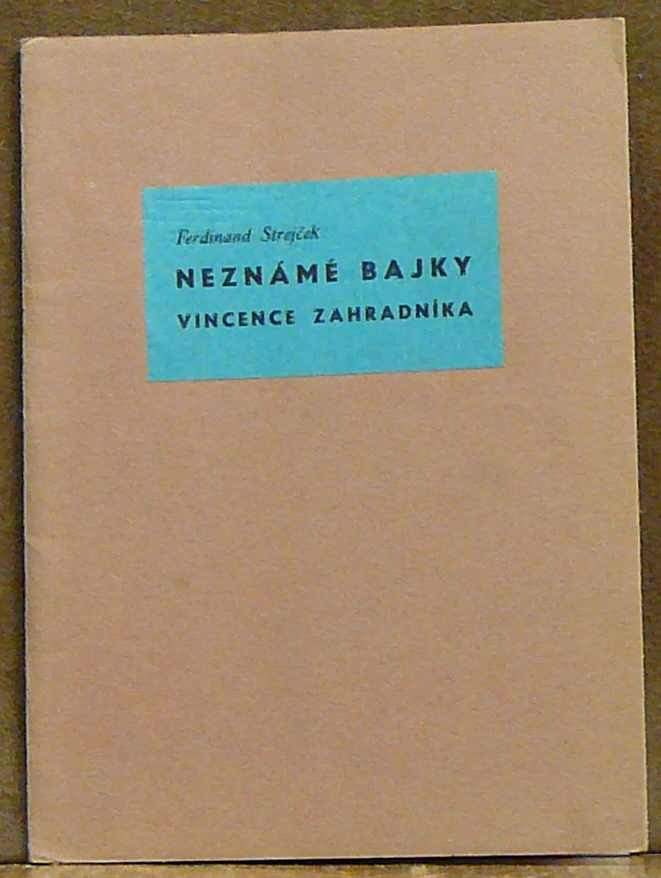 Ferdinand Strejček
NEZNÁMÉ BAJKY
VINCENCE ZAHRADNÍKA